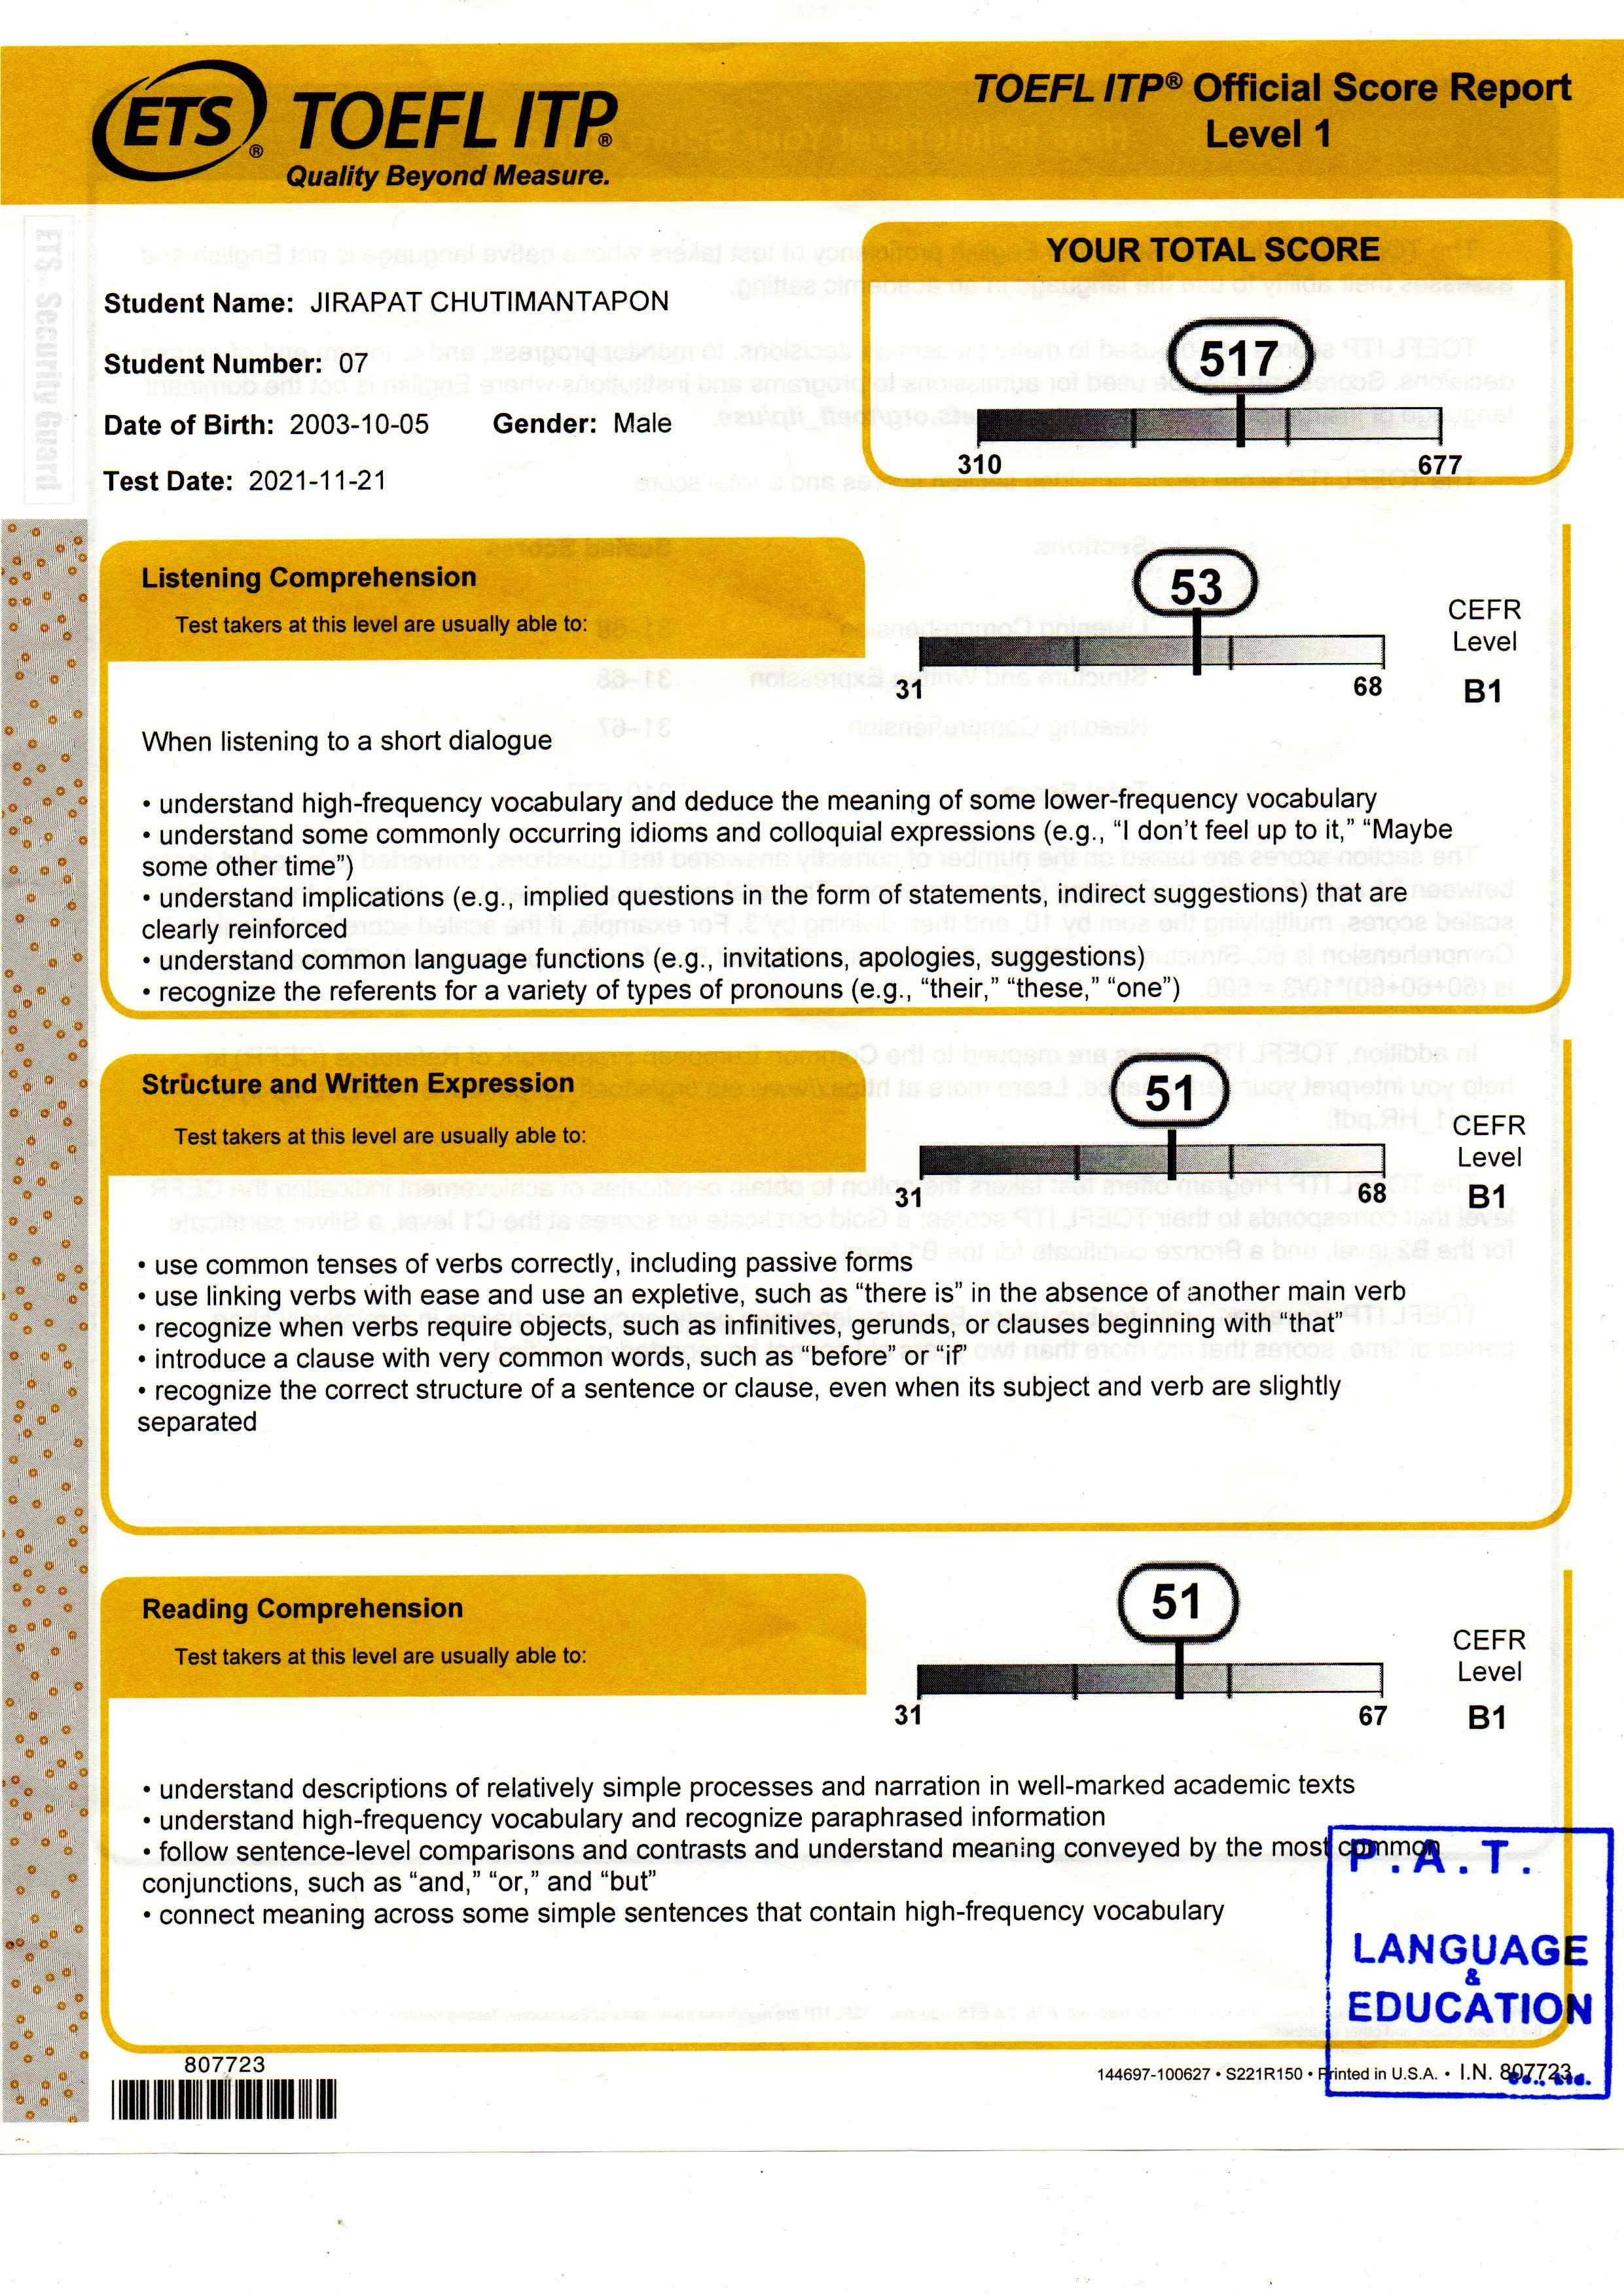 ETS® TOEFL ITP®
Quality Beyond Measure.
TOEFL ITP® Official Score Report
Level 1
ETS Security Guard
YOUR TOTAL SCORE
517
310 677
Student Name: JIRAPAT CHUTIMANTAPON
Student Number: 07
Date of Birth: 2003-10-05 Gender: Male
Test Date: 2021-11-21
Listening Comprehension
Test takers at this level are usually able to:
53
31 68
CEFR
Level
B1
When listening to a short dialogue
• understand high-frequency vocabulary and deduce the meaning of some lower-frequency vocabulary
• understand some commonly occurring idioms and colloquial expressions (e.g., “I don’t feel up to it,” “Maybe
some other time”)
• understand implications (e.g., implied questions in the form of statements, indirect suggestions) that are
clearly reinforced
• understand common language functions (e.g., invitations, apologies, suggestions)
• recognize the referents for a variety of types of pronouns (e.g., “their,” “these,” “one”)
Structure and Written Expression
Test takers at this level are usually able to:
51
31 68
CEFR
Level
B1
• use common tenses of verbs correctly, including passive forms
• use linking verbs with ease and use an expletive, such as “there is” in the absence of another main verb
• recognize when verbs require objects, such as infinitives, gerunds, or clauses beginning with “that”
• introduce a clause with very common words, such as “before” or “if”
• recognize the correct structure of a sentence or clause, even when its subject and verb are slightly
separated
Reading Comprehension
Test takers at this level are usually able to:
51
31 67
CEFR
Level
B1
• understand descriptions of relatively simple processes and narration in well-marked academic texts
• understand high-frequency vocabulary and recognize paraphrased information
• follow sentence-level comparisons and contrasts and understand meaning conveyed by the most common
conjunctions, such as “and,” “or,” and “but”
• connect meaning across some simple sentences that contain high-frequency vocabulary
P.A.T.
LANGUAGE
&
EDUCATION
Co., Ltd.
807723
144697-100627 • S221R150 • Printed in U.S.A. • I.N. 807723